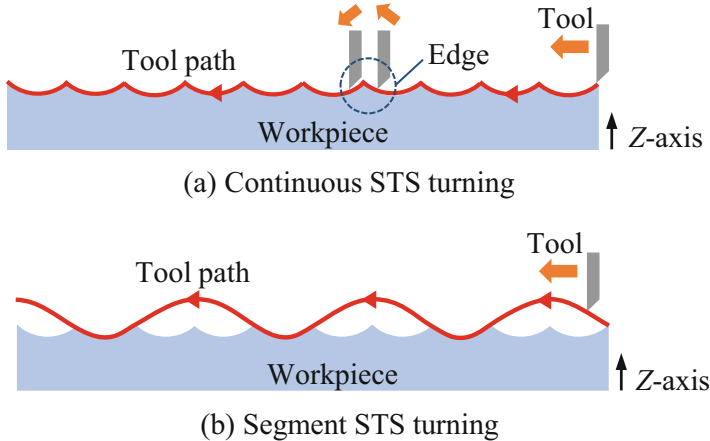 Tool
Tool path
Edge
Workpiece
Z-axis
(a) Continuous STS turning
Tool
Tool path
Workpiece
Z-axis
(b) Segment STS turning